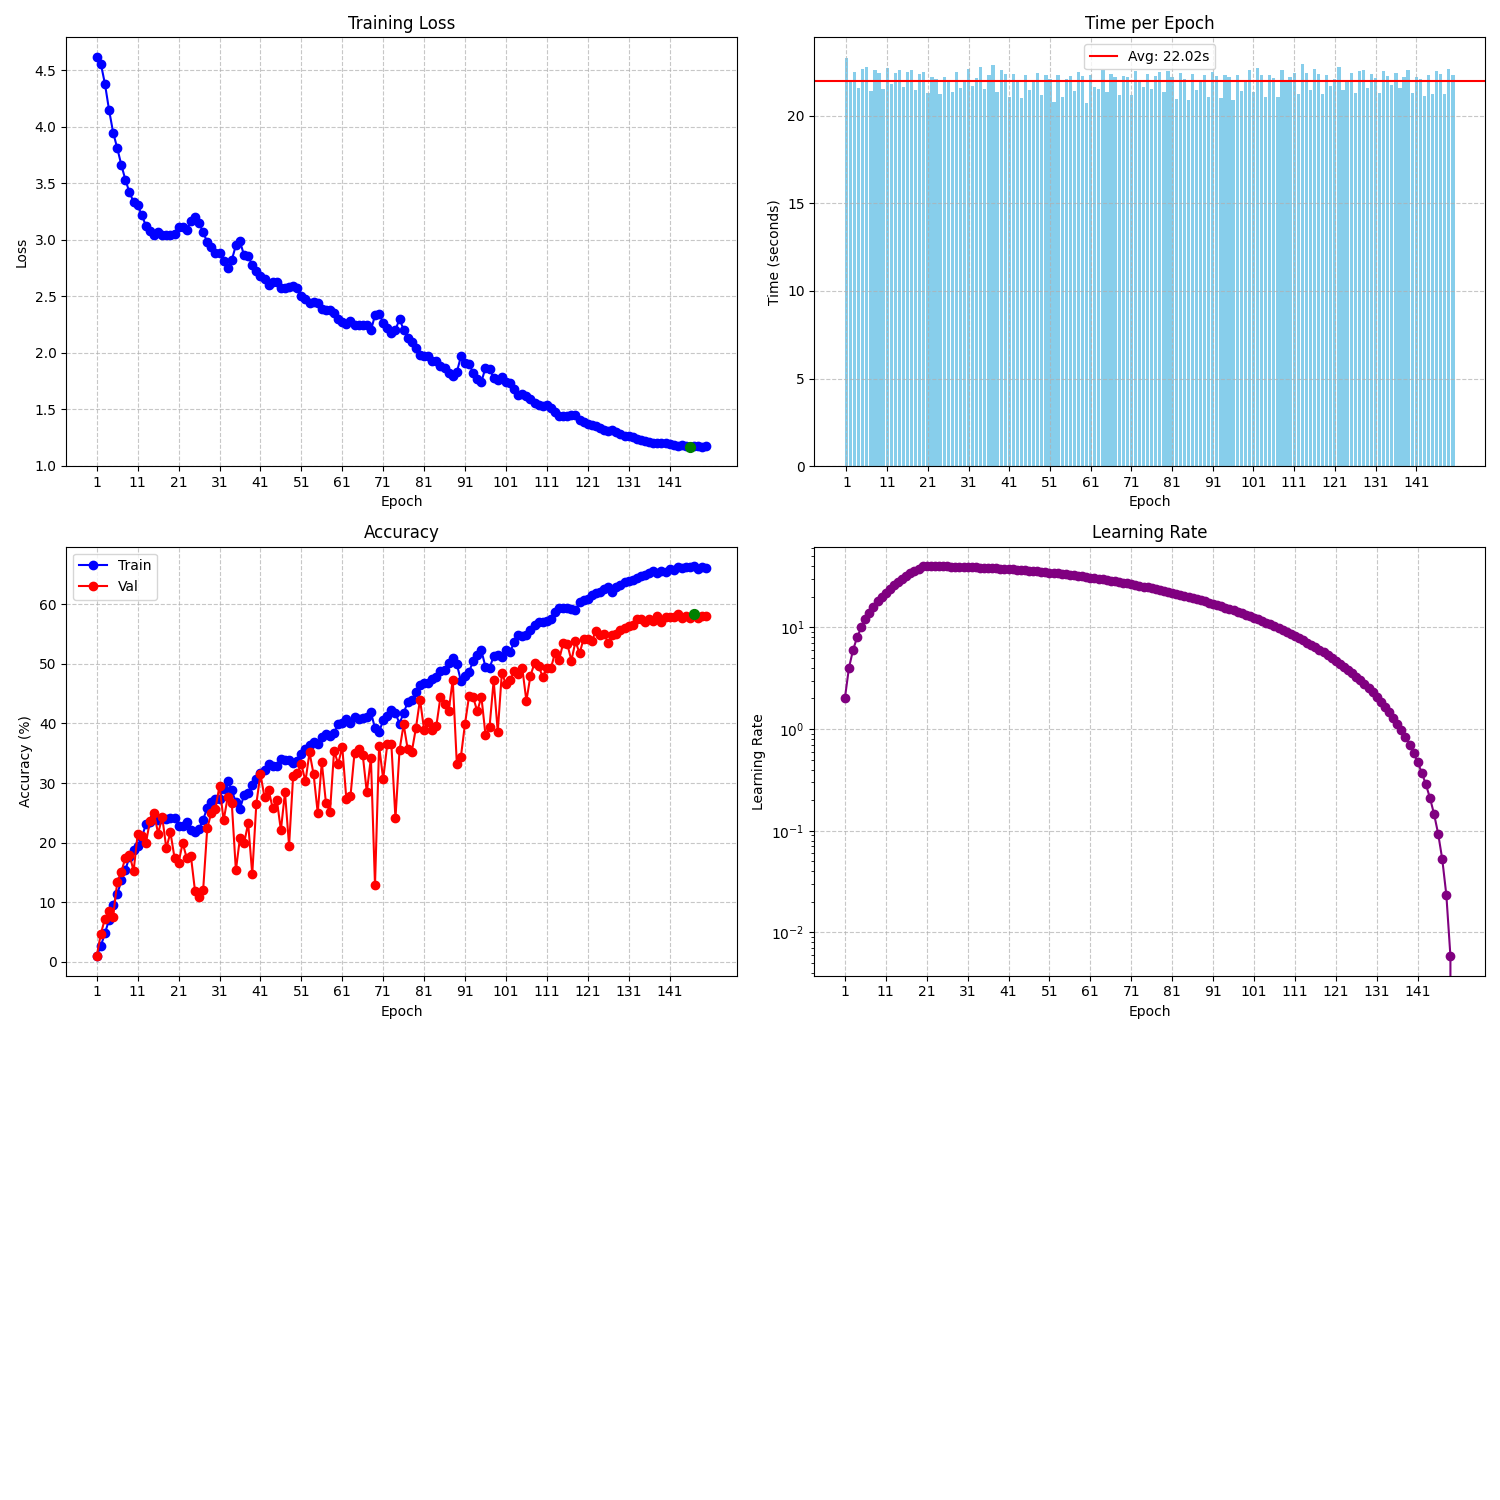 Training Loss
Loss
4.5
4.0
3.5
3.0
2.5
2.0
1.5
1.0
1 11 21 31 41 51 61 71 81 91 101 111 121 131 141
Epoch
Time per Epoch
Avg: 22.02s
Time (seconds)
20
15
10
5
0
1 11 21 31 41 51 61 71 81 91 101 111 121 131 141
Epoch
Accuracy
Train
Val
Accuracy (%)
60
50
40
30
20
10
0
1 11 21 31 41 51 61 71 81 91 101 111 121 131 141
Epoch
Learning Rate
Learning Rate
10¹
10⁰
10⁻¹
10⁻²
1 11 21 31 41 51 61 71 81 91 101 111 121 131 141
Epoch